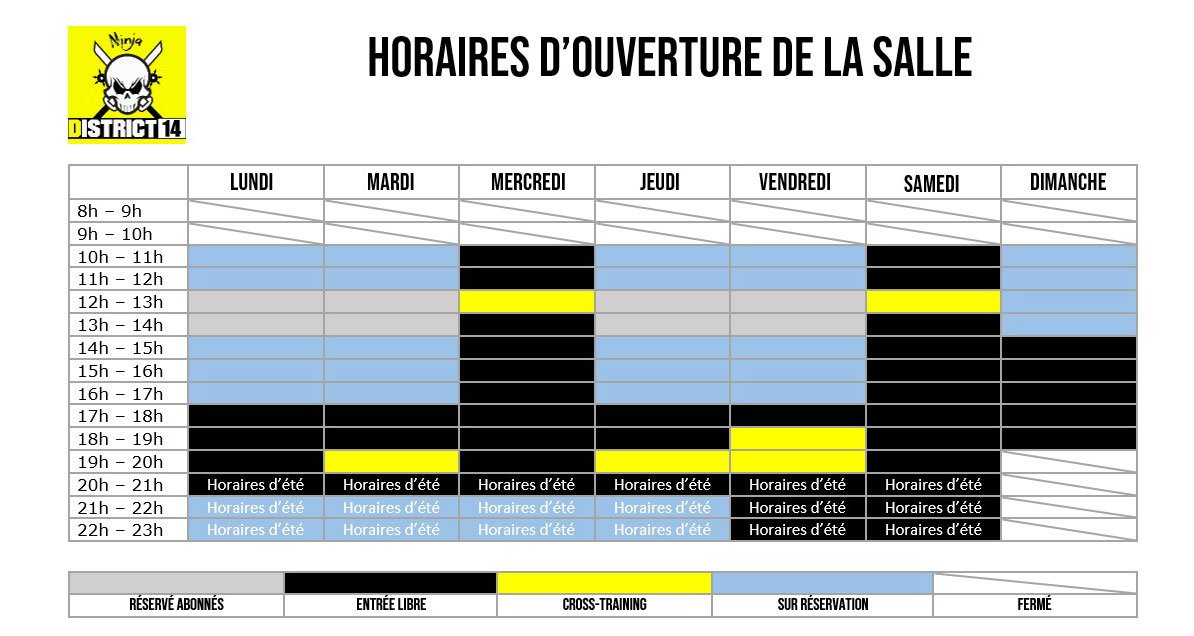 Ninja
DISTRICT 14
HORAIRES D’OUVERTURE DE LA SALLE
LUNDI MARDI MERCREDI JEUDI VENDREDI SAMEDI DIMANCHE
8h – 9h
9h – 10h
10h – 11h
11h – 12h
12h – 13h
13h – 14h
14h – 15h
15h – 16h
16h – 17h
17h – 18h
18h – 19h
19h – 20h
20h – 21h Horaires d’été Horaires d’été Horaires d’été Horaires d’été Horaires d’été Horaires d’été
21h – 22h Horaires d’été Horaires d’été Horaires d’été Horaires d’été Horaires d’été Horaires d’été
22h – 23h Horaires d’été Horaires d’été Horaires d’été Horaires d’été Horaires d’été Horaires d’été
RÉSERVÉ ABONNÉS ENTRÉE LIBRE CROSS-TRAINING SUR RÉSERVATION FERMÉ